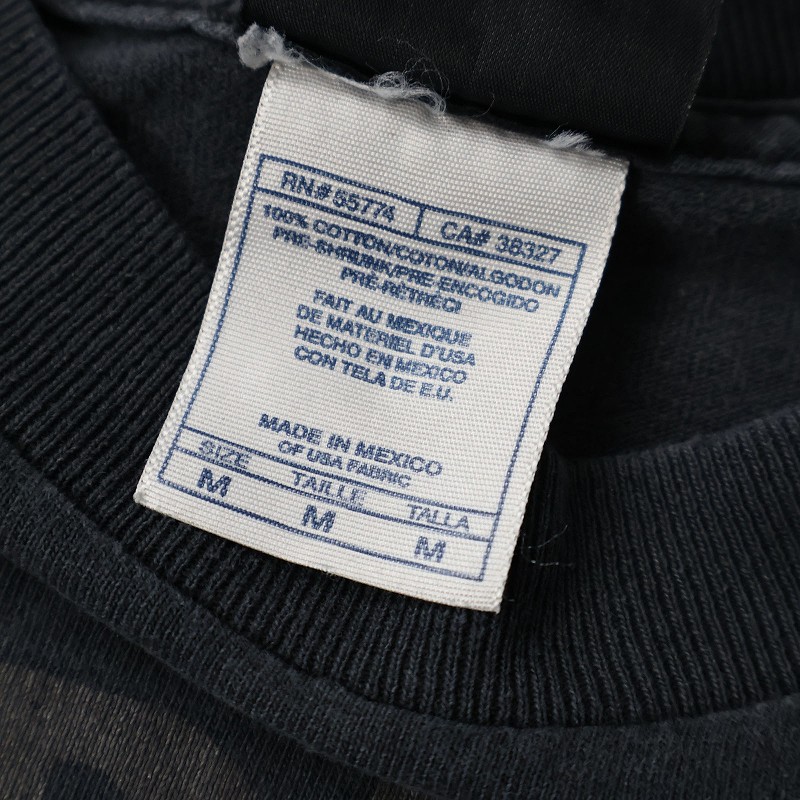 RN# 55774 CA# 38327
100% COTTON/COTON/ALGODON
PRE-SHRUNK/PRE-ENCOGIDO
PRÉ-RÉTRÉCI
FAIT AU MEXIQUE
DE MATERIEL D'USA
HECHO EN MEXICO
CON TELA DE E.U.
MADE IN MEXICO
OF USA FABRIC
SIZE TAILLE TALLA
M M M